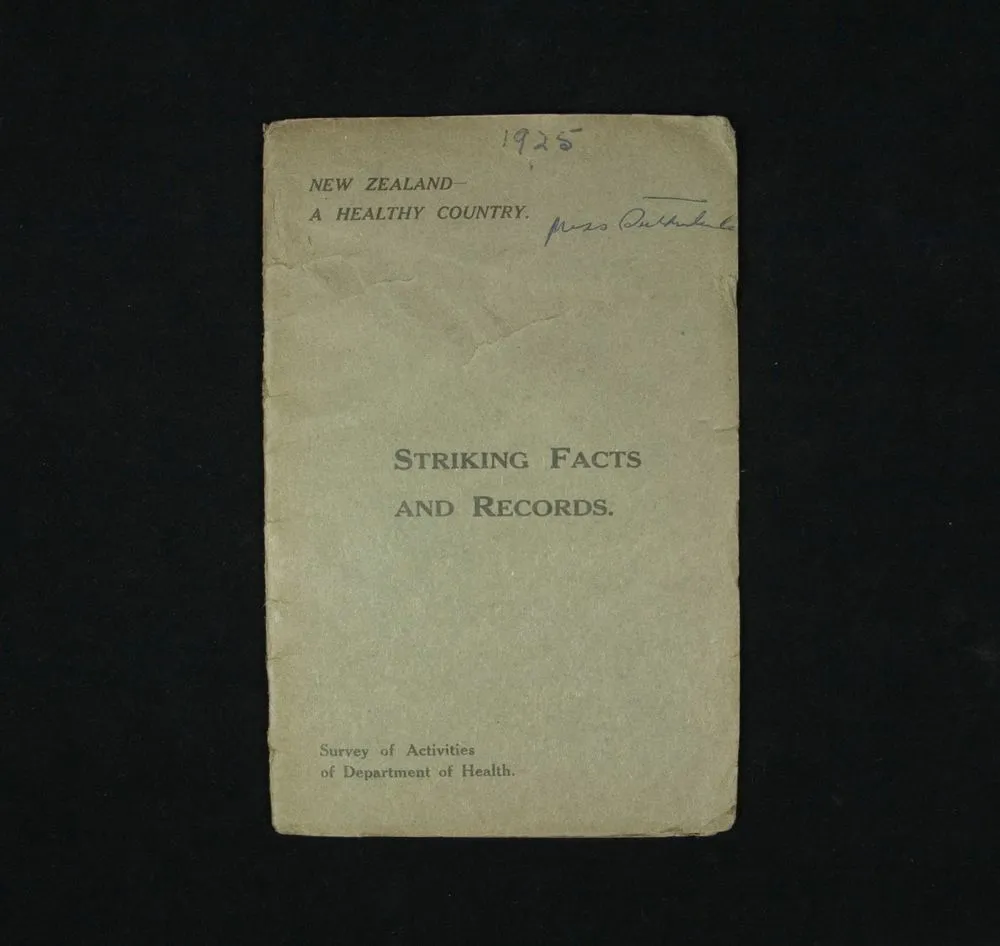 1925
NEW ZEALAND—
A HEALTHY COUNTRY.
STRIKING FACTS
AND RECORDS.
Survey of Activities
of Department of Health.